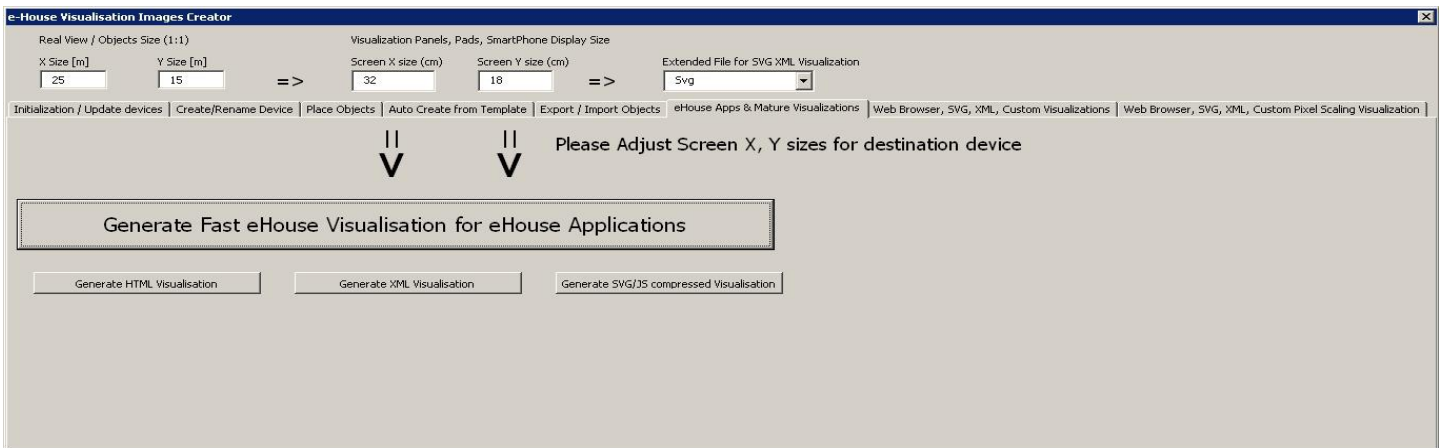 e-House Visualisation Images Creator
Real View / Objects Size (1:1) Visualization Panels, Pads, SmartPhone Display Size
X Size [m] Y Size [m] Screen X size (cm) Screen Y size (cm) Extended File for SVG XML Visualization
25 15 => 32 18 => Svg
Initialization / Update devices Create/Rename Device Place Objects Auto Create from Template Export / Import Objects eHouse Apps & Mature Visualizations Web Browser, SVG, XML, Custom Visualizations Web Browser, SVG, XML, Custom Pixel Scaling Visualization
=> => Please Adjust Screen X, Y sizes for destination device
Generate Fast eHouse Visualisation for eHouse Applications
Generate HTML Visualisation Generate XML Visualisation Generate SVG/JS compressed Visualisation